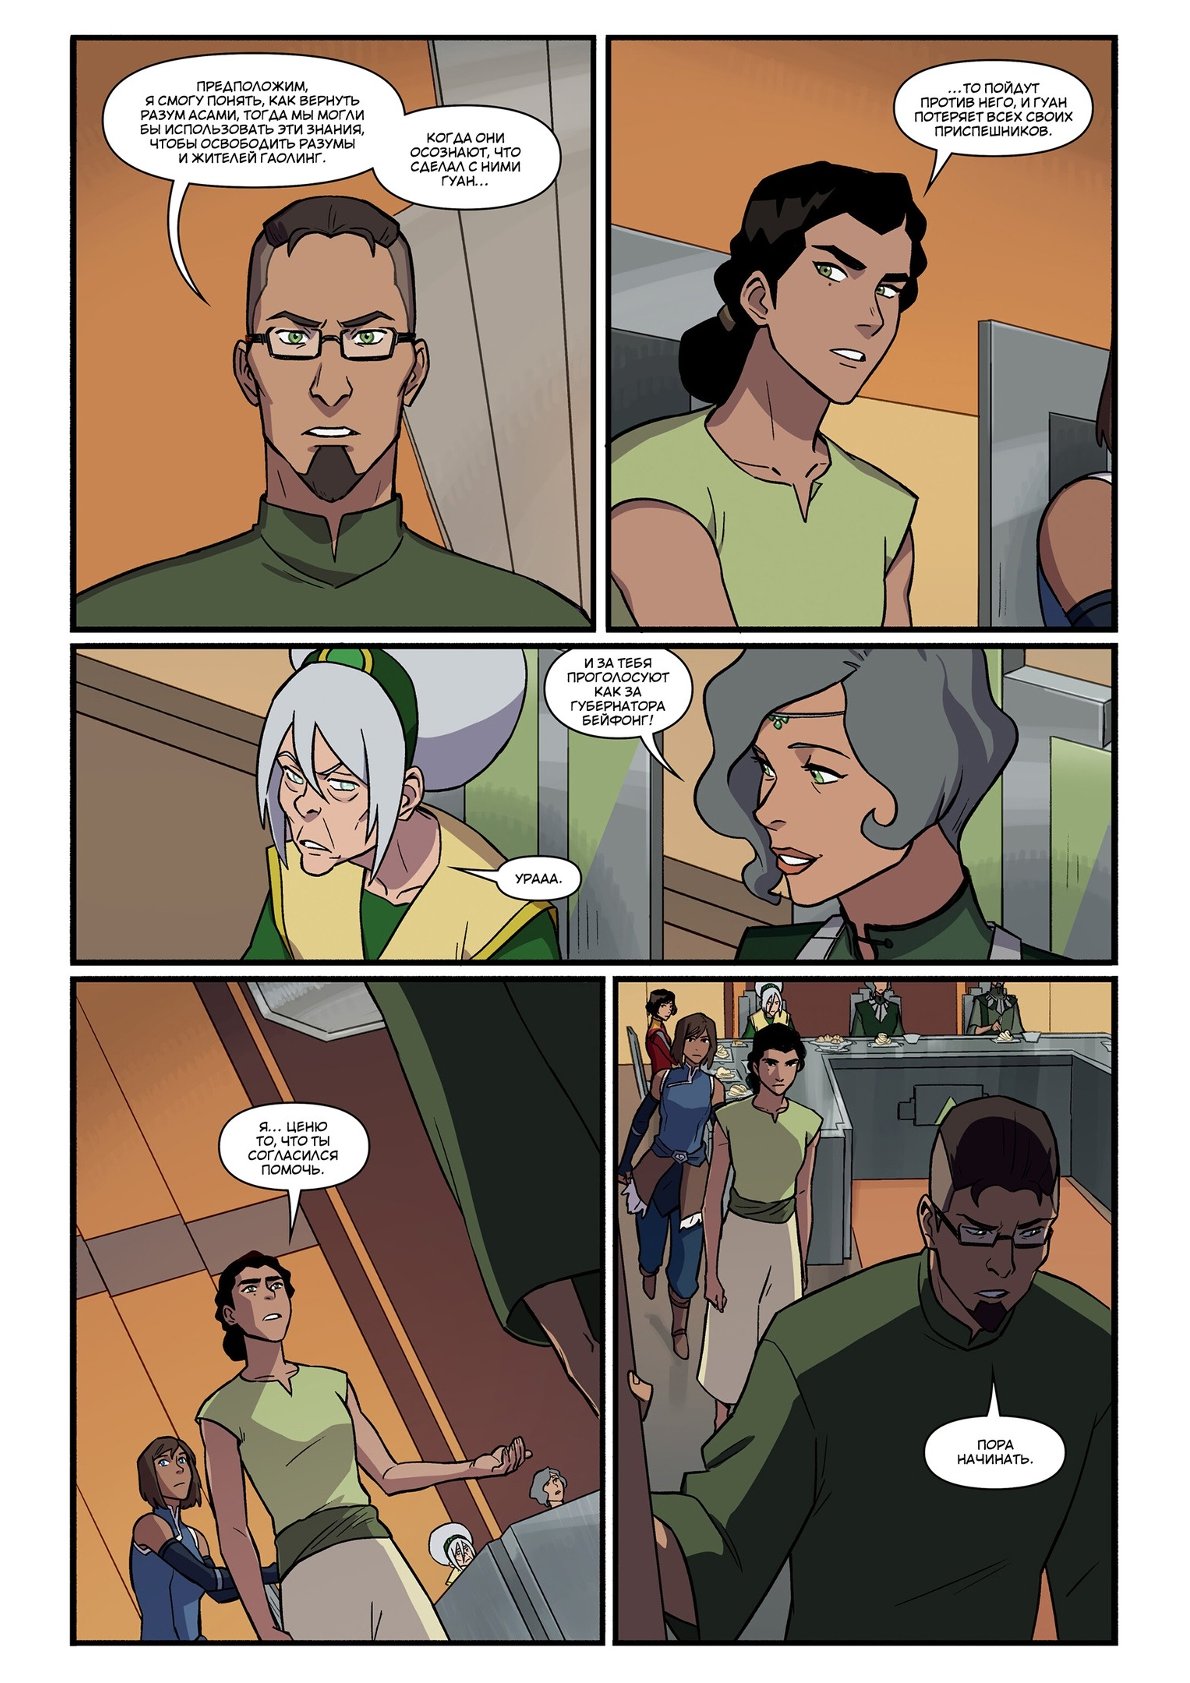 ПРЕДПОЛОЖИМ,
Я СМОГУ ПОНЯТЬ, КАК ВЕРНУТЬ
РАЗУМ АСАМИ, ТОГДА МЫ МОГЛИ
БЫ ИСПОЛЬЗОВАТЬ ЭТИ ЗНАНИЯ,
ЧТОБЫ ОСВОБОДИТЬ РАЗУМЫ
И ЖИТЕЛЕЙ ГАОЛИНГ.
КОГДА ОНИ
ОСОЗНАЮТ, ЧТО
СДЕЛАЛ С НИМИ
ГУАН...
...ТО ПОЙДУТ
ПРОТИВ НЕГО, И ГУАН
ПОТЕРЯЕТ ВСЕХ СВОИХ
ПРИСПЕШНИКОВ.
И ЗА ТЕБЯ
ПРОГОЛОСУЮТ
КАК ЗА
ГУБЕРНАТОРА
БЕЙФОНГ!
УРААА.
Я... ЦЕНЮ
ТО, ЧТО ТЫ
СОГЛАСИЛСЯ
ПОМОЧЬ.
ПОРА
НАЧИНАТЬ.